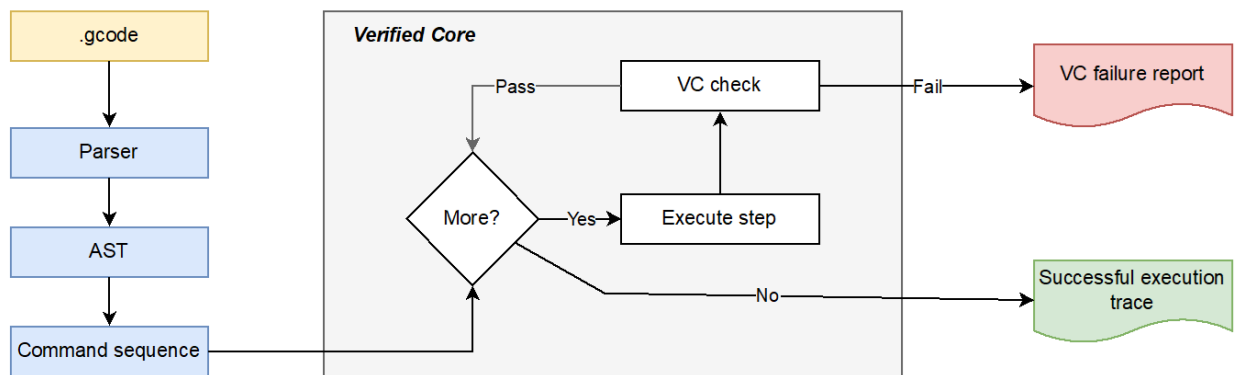 .gcode
Parser
AST
Command sequence
Verified Core
Pass
VC check
Fail
More?
Yes
Execute step
No
VC failure report
Successful execution
trace